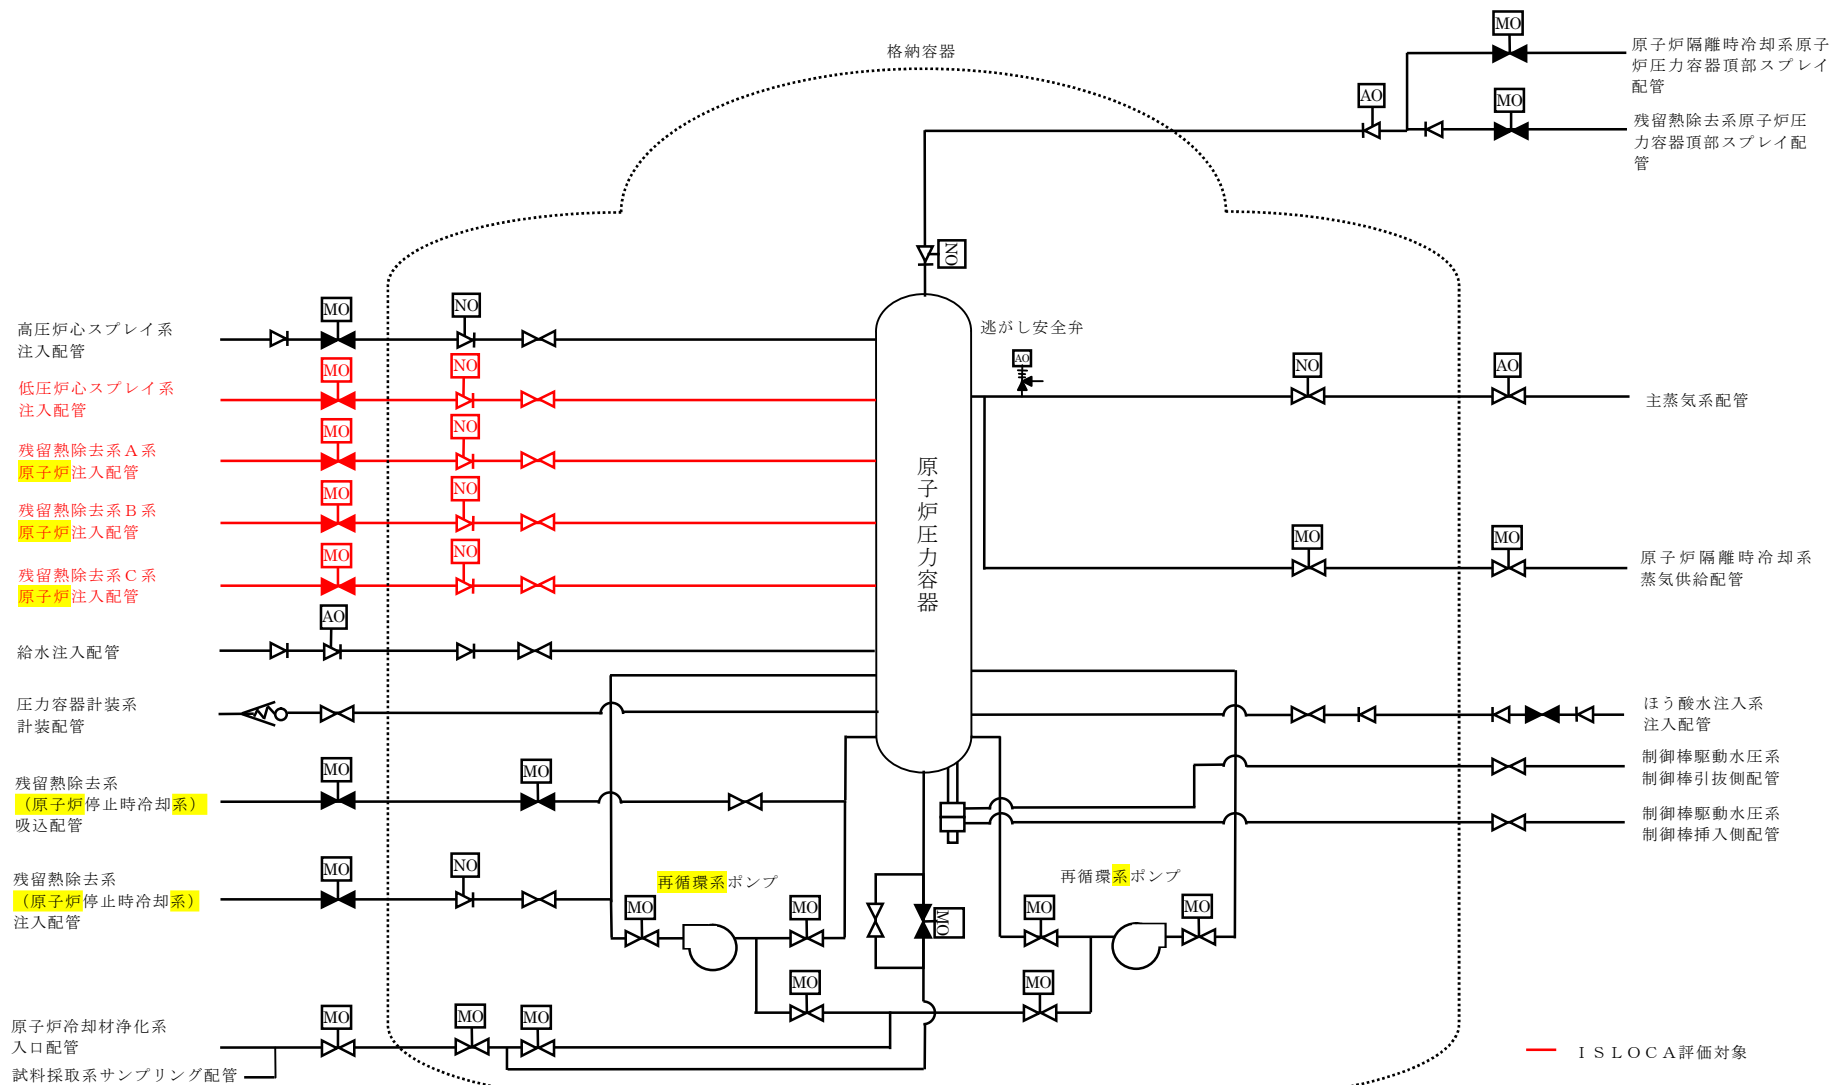 格納容器
MO
原子炉隔離時冷却系原子
炉圧力容器頂部スプレイ
配管
AO
MO
残留熱除去系原子炉圧
力容器頂部スプレイ配
管
NO
高圧炉心スプレイ系
注入配管
MO
NO
逃がし安全弁
AO
低圧炉心スプレイ系
注入配管
MO
NO
NO
AO
主蒸気系配管
残留熱除去系A系
原子炉注入配管
MO
NO
原子炉圧力容器
残留熱除去系B系
原子炉注入配管
MO
NO
MO
MO
原子炉隔離時冷却系
蒸気供給配管
残留熱除去系C系
原子炉注入配管
MO
NO
給水注入配管
AO
圧力容器計装系
計装配管
ほう酸水注入系
注入配管
制御棒駆動水圧系
制御棒引抜側配管
残留熱除去系
(原子炉停止時冷却系)
吸込配管
MO
MO
制御棒駆動水圧系
制御棒挿入側配管
残留熱除去系
(原子炉停止時冷却系)
注入配管
MO
NO
再循環系ポンプ
MO
MO
MO
再循環系ポンプ
MO
MO
MO
MO
原子炉冷却材浄化系
入口配管
MO
MO
MO
試料採取系サンプリング配管
ISLOCA評価対象